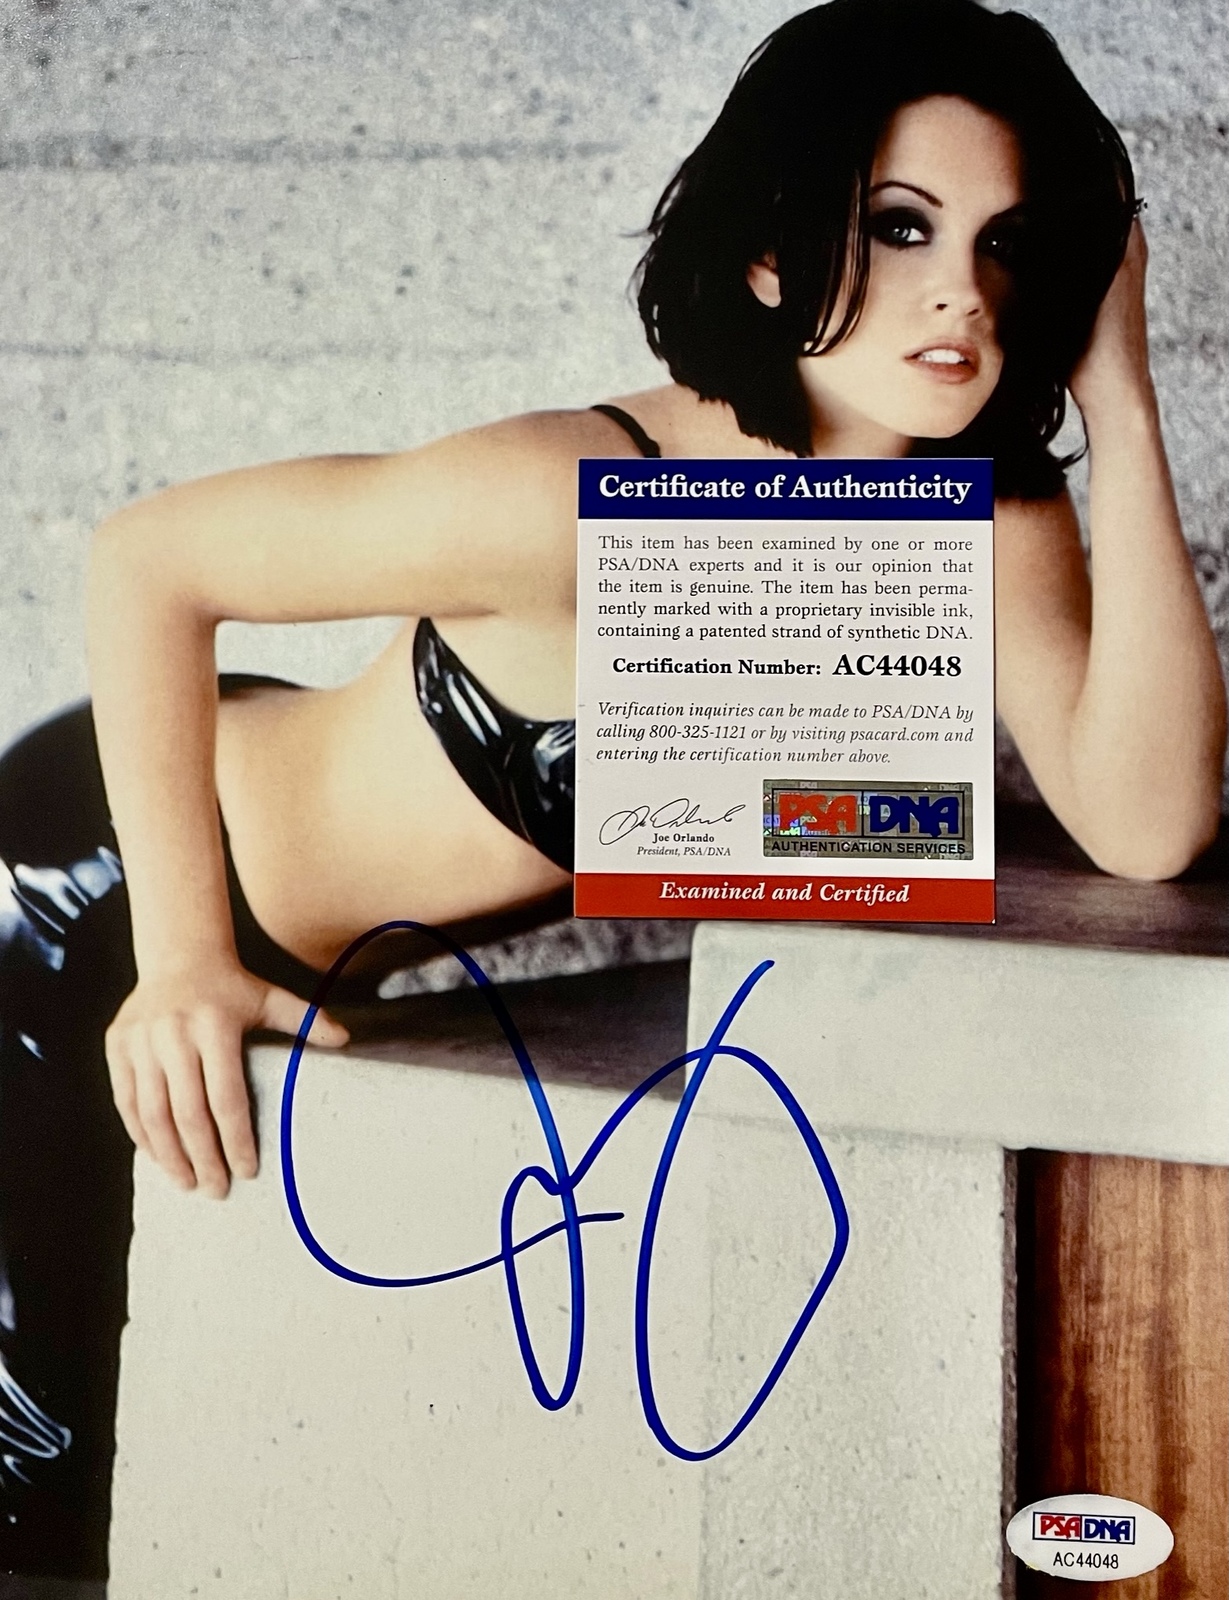 Certificate of Authenticity
This item has been examined by one or more
PSA/DNA experts and it is our opinion that
the item is genuine. The item has been perma-
nently marked with a proprietary invisible ink,
containing a patented strand of synthetic DNA.
Certification Number: AC44048
Verification inquiries can be made to PSA/DNA by
calling 800-325-1121 or by visiting psacard.com and
entering the certification number above.
Joe Orlando
President, PSA/DNA
PSA DNA
AUTHENTICATION SERVICES
Examined and Certified
PSA DNA
AC44048